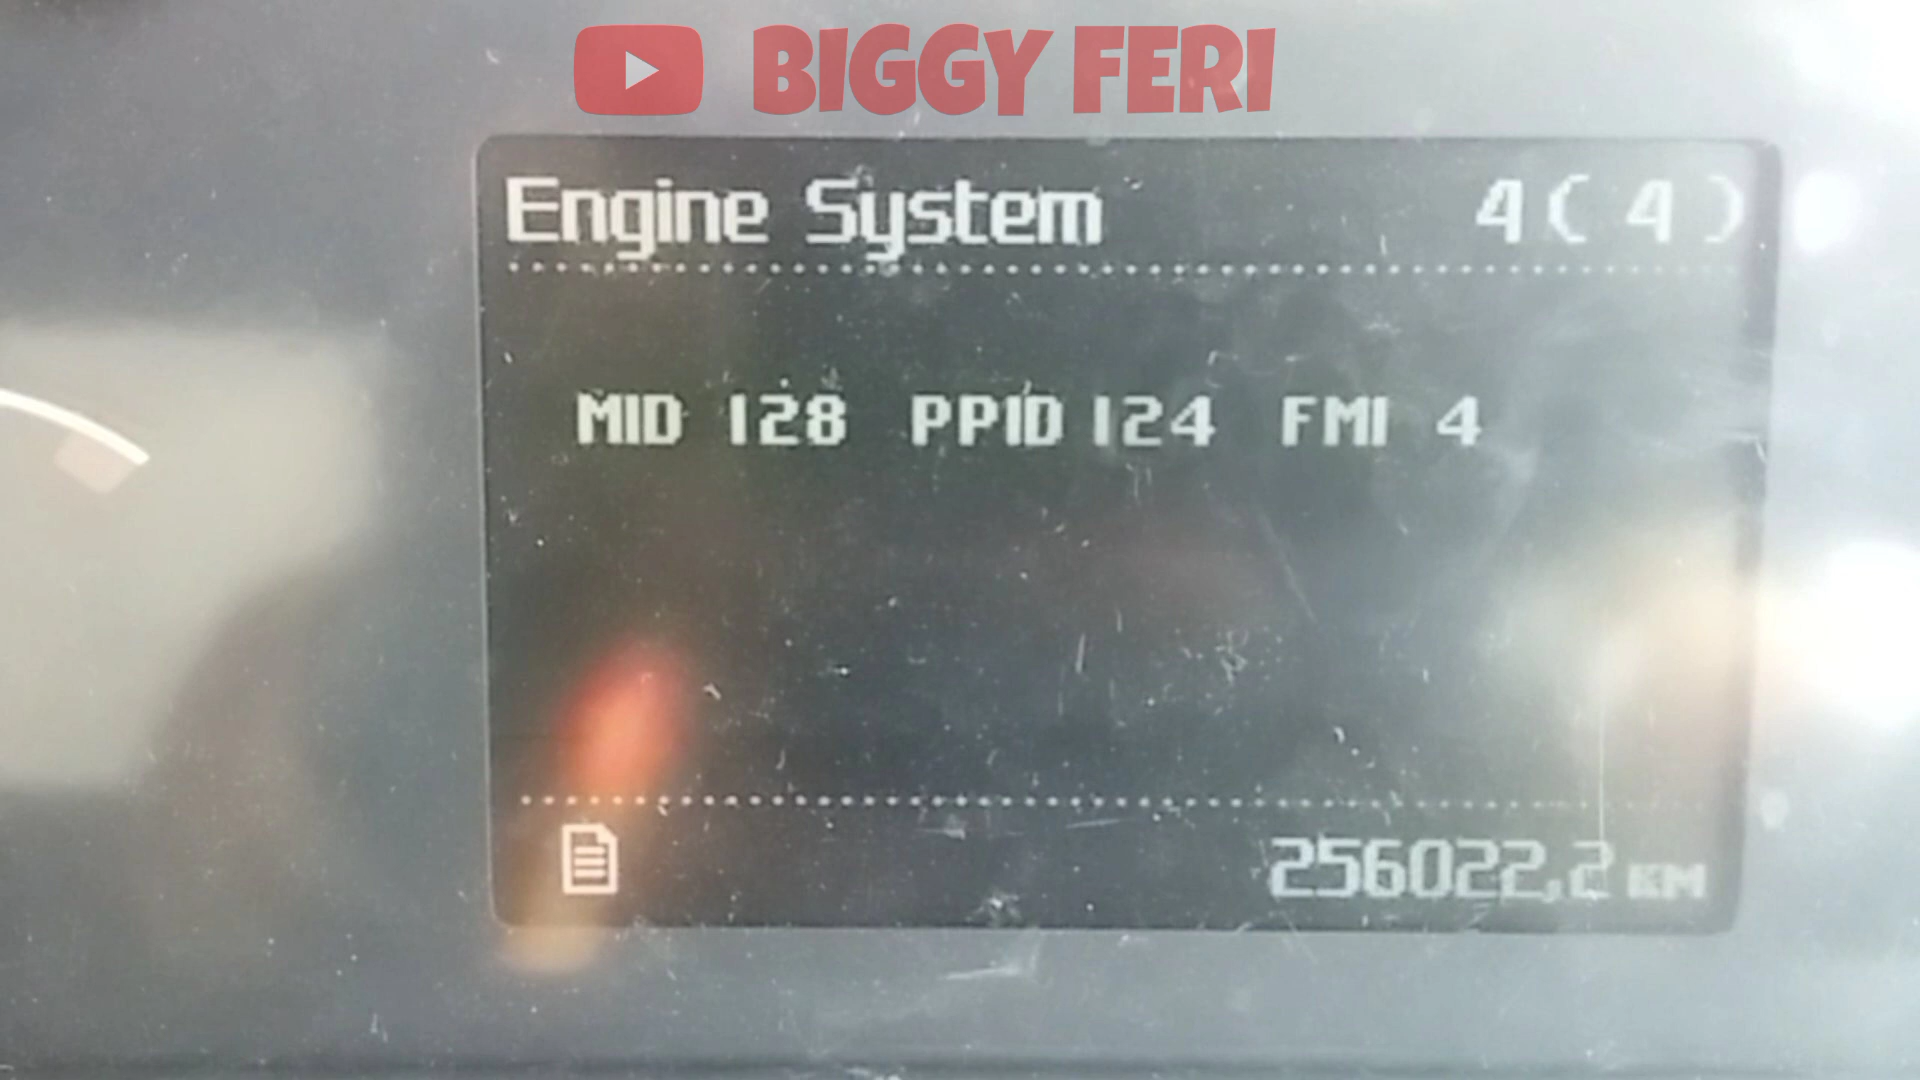 BIGGY FERI
Engine System 4( 4 )
MID 128 PPID 124 FMI 4
256022,2 KM